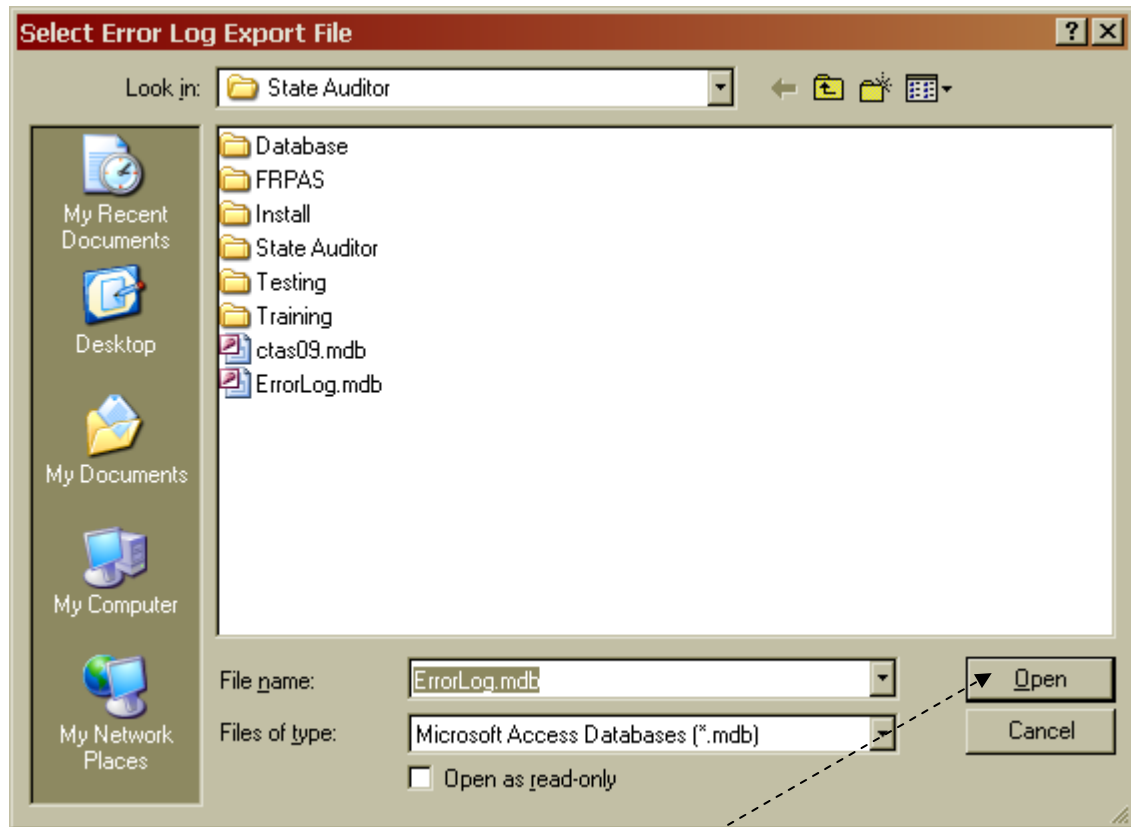 Select Error Log Export File
Look in:
State Auditor
My Recent
Documents
Desktop
My Documents
My Computer
My Network
Places
Database
FRPAS
Install
State Auditor
Testing
Training
ctas09.mdb
ErrorLog.mdb
File name:
ErrorLog.mdb
Open
Files of type:
Microsoft Access Databases (*.mdb)
Cancel
Open as read-only